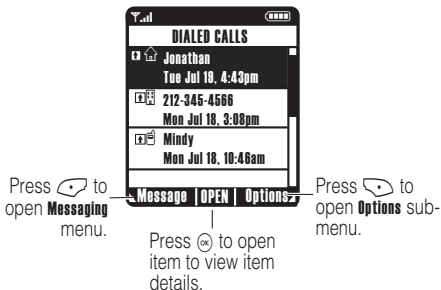 DIALED CALLS
Jonathan
Tue Jul 19, 4:43pm
212-345-4566
Mon Jul 18, 3:08pm
Mindy
Mon Jul 18, 10:46am
Message OPEN Options
Press to
open Messaging
menu.
Press OK to open
item to view item
details.
Press to
open Options sub-
menu.